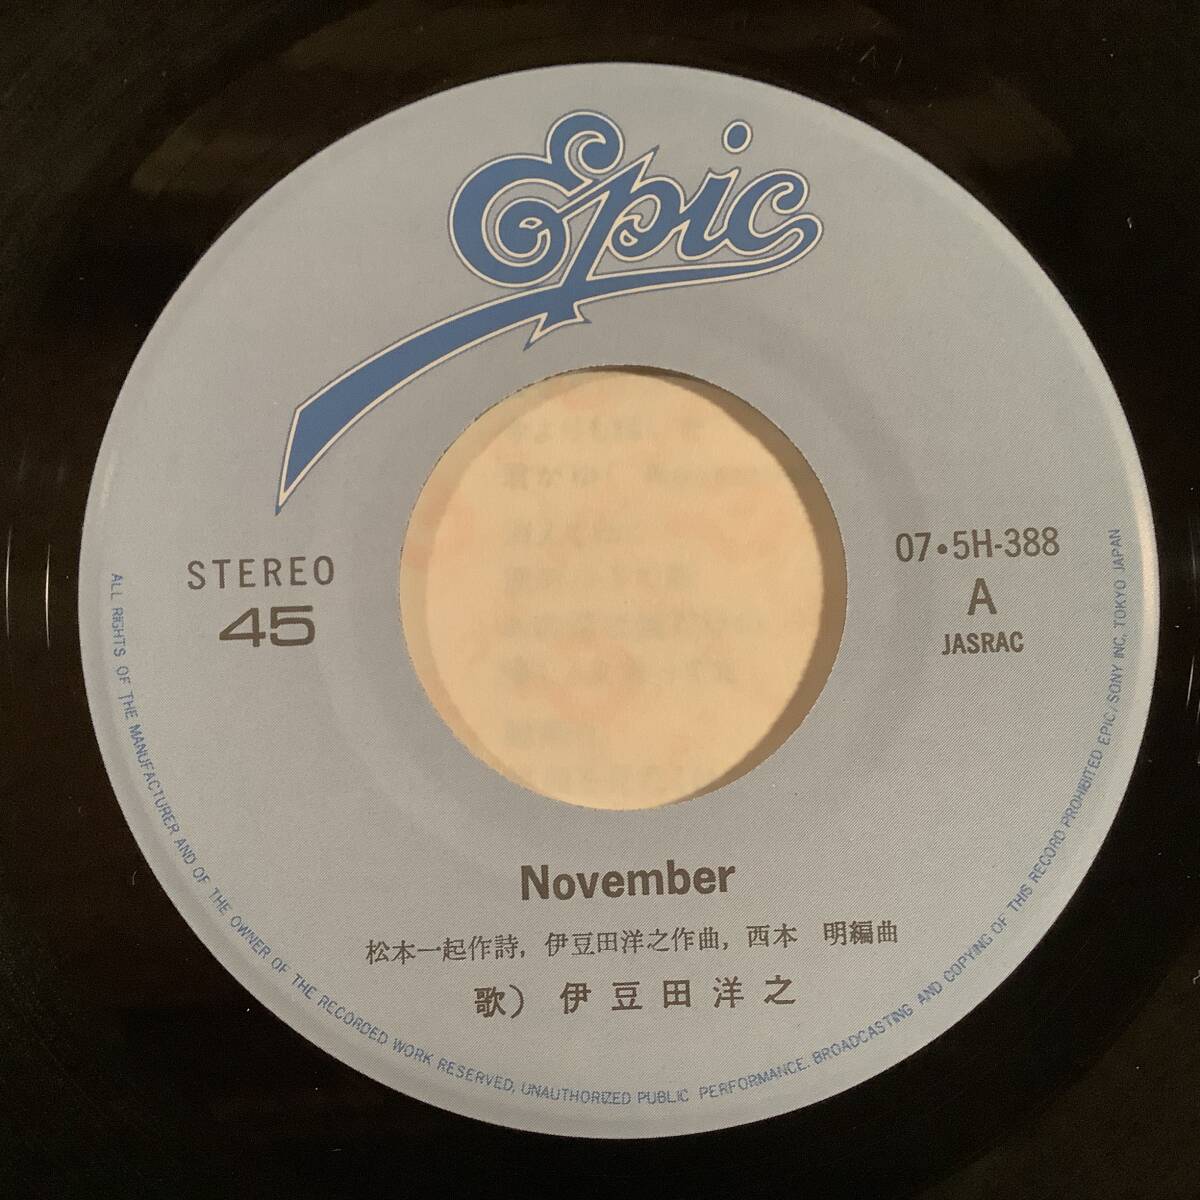 Epic
STEREO
45
07・5H-388
A
JASRAC
November
松本一起作詩, 伊豆田洋之作曲, 西本 明編曲
歌） 伊豆田洋之
ALL RIGHTS OF THE MANUFACTURER AND OF THE OWNER OF THE RECORDED WORK RESERVED, UNAUTHORIZED PUBLIC PERFORMANCE, BROADCASTING AND COPYING OF THIS RECORD PROHIBITED EPIC/SONY INC. TOKYO JAPAN